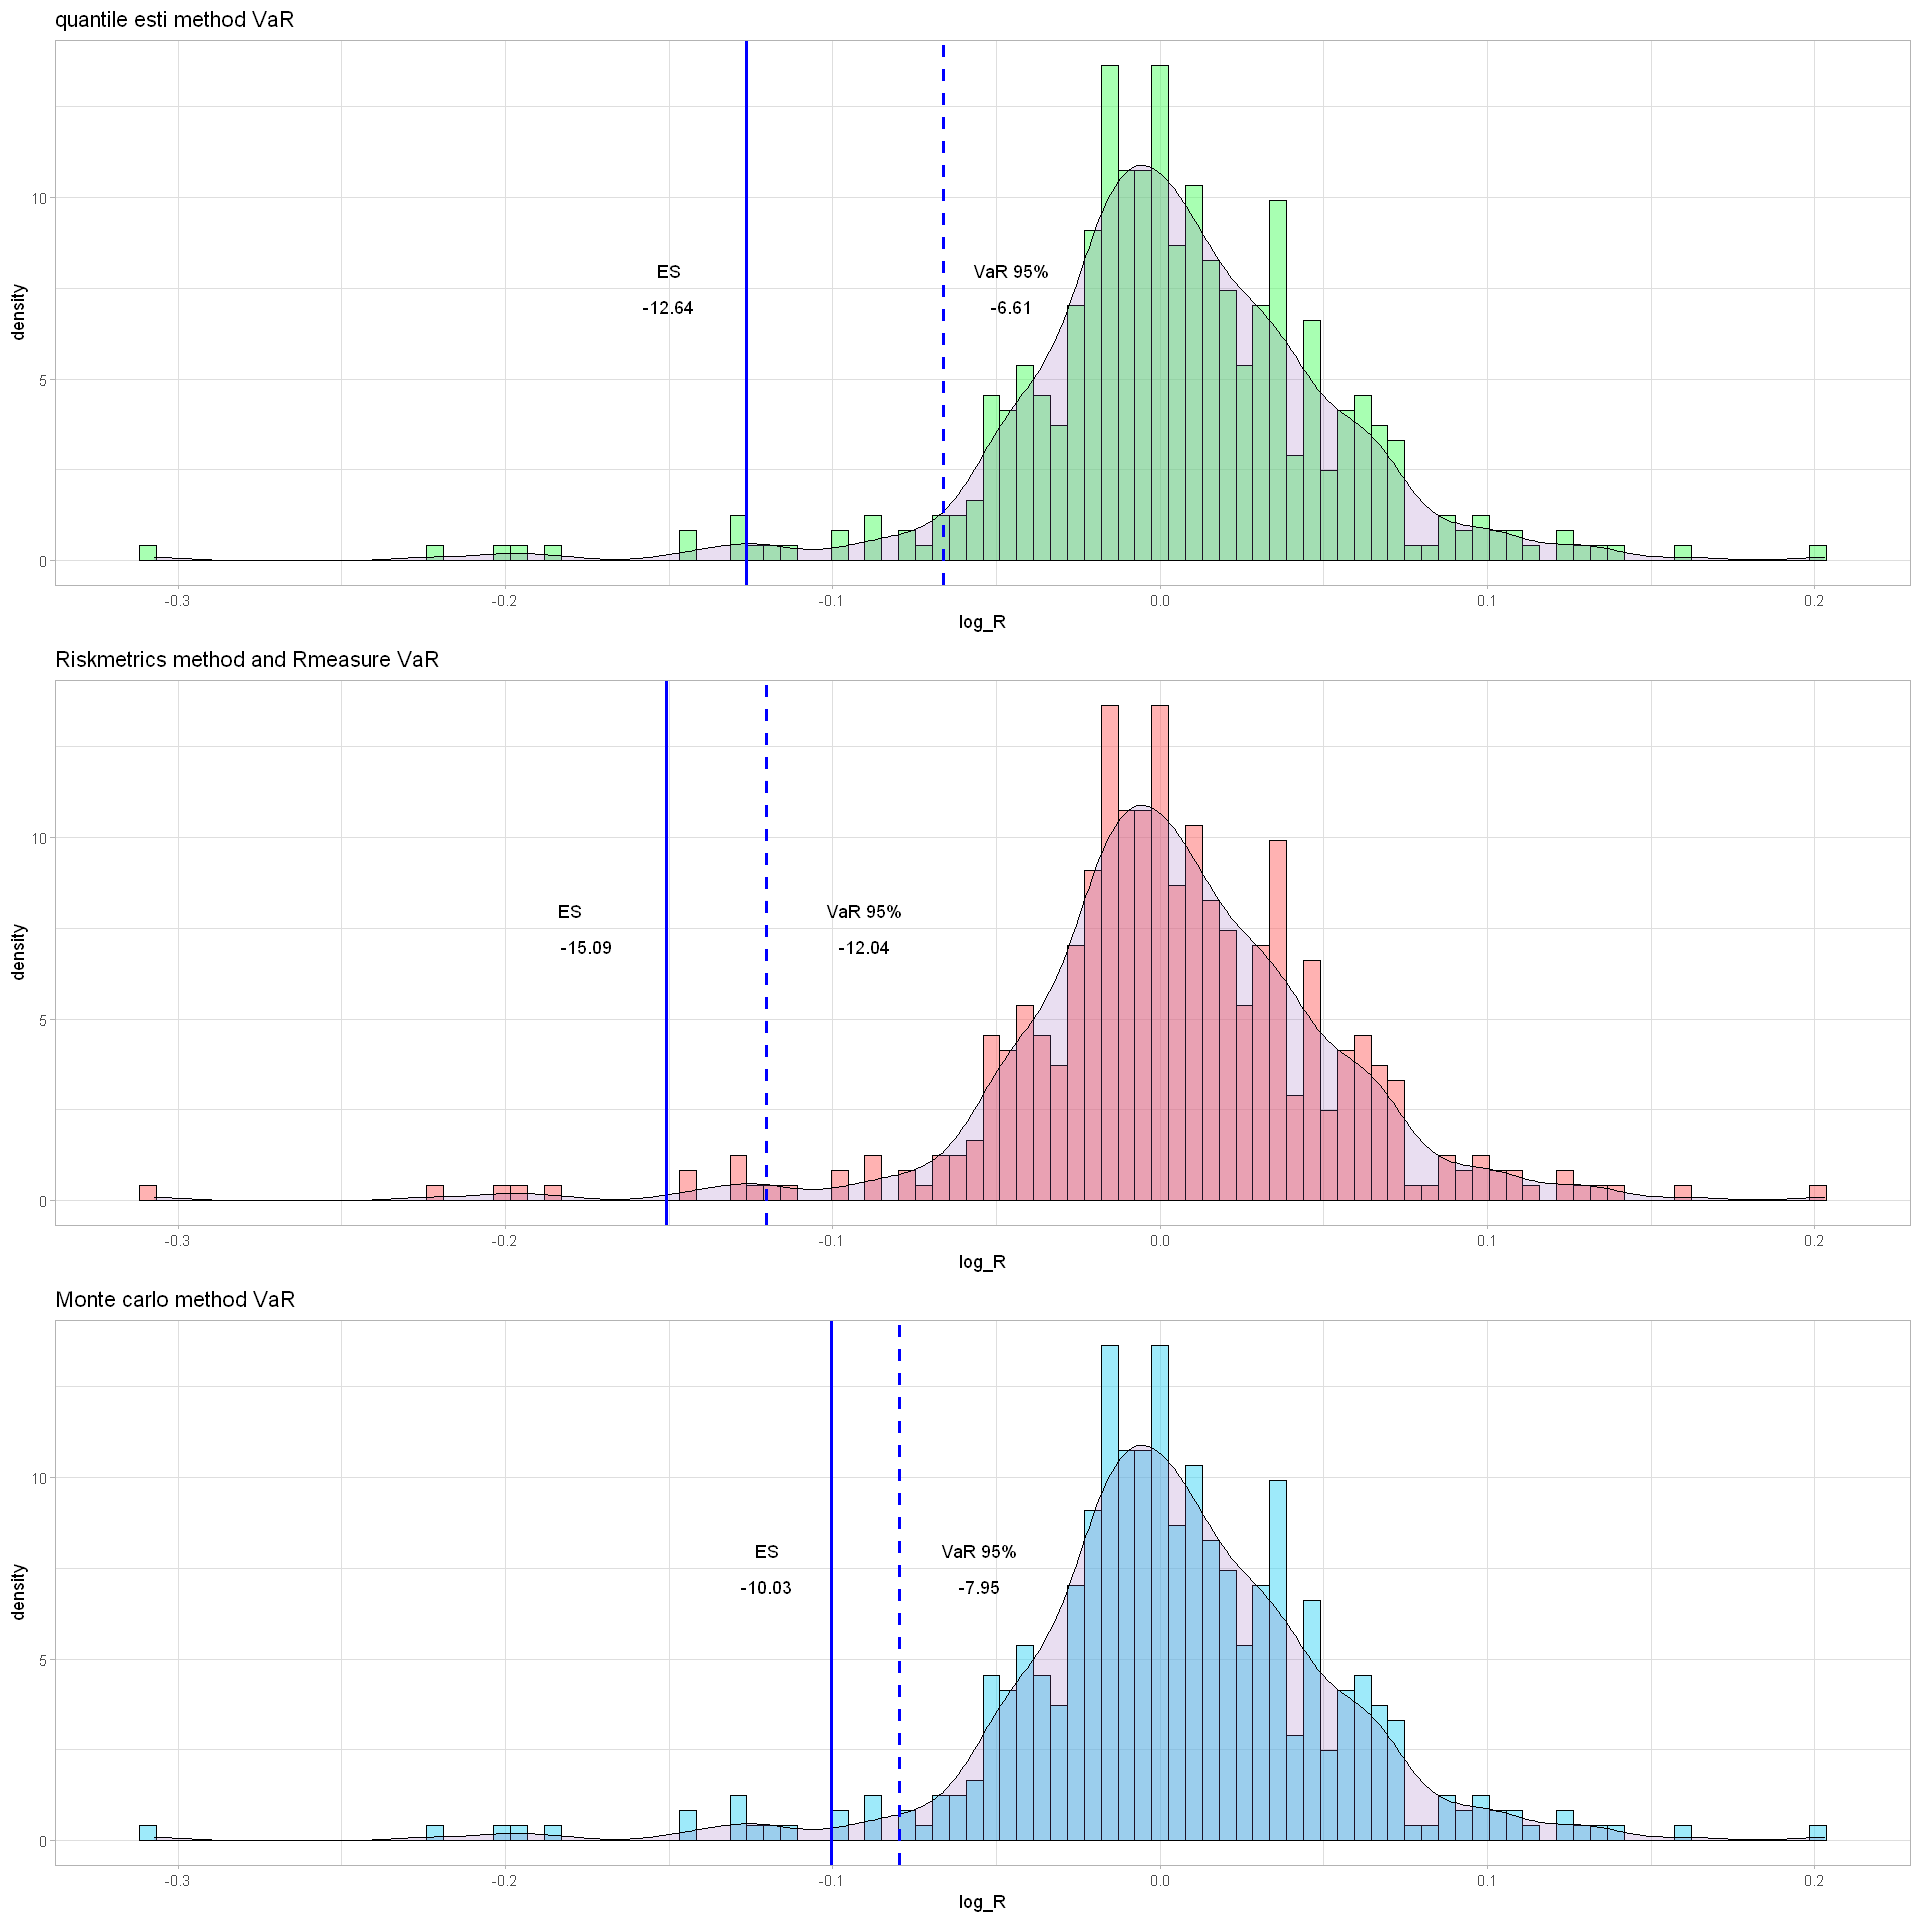 quantile esti method VaR
density
10
5
0
ES
-12.64
VaR 95%
-6.61
-0.3
-0.2
-0.1
0.0
0.1
0.2
log_R
Riskmetrics method and Rmeasure VaR
density
10
5
0
ES
-15.09
VaR 95%
-12.04
-0.3
-0.2
-0.1
0.0
0.1
0.2
log_R
Monte carlo method VaR
density
10
5
0
ES
-10.03
VaR 95%
-7.95
-0.3
-0.2
-0.1
0.0
0.1
0.2
log_R